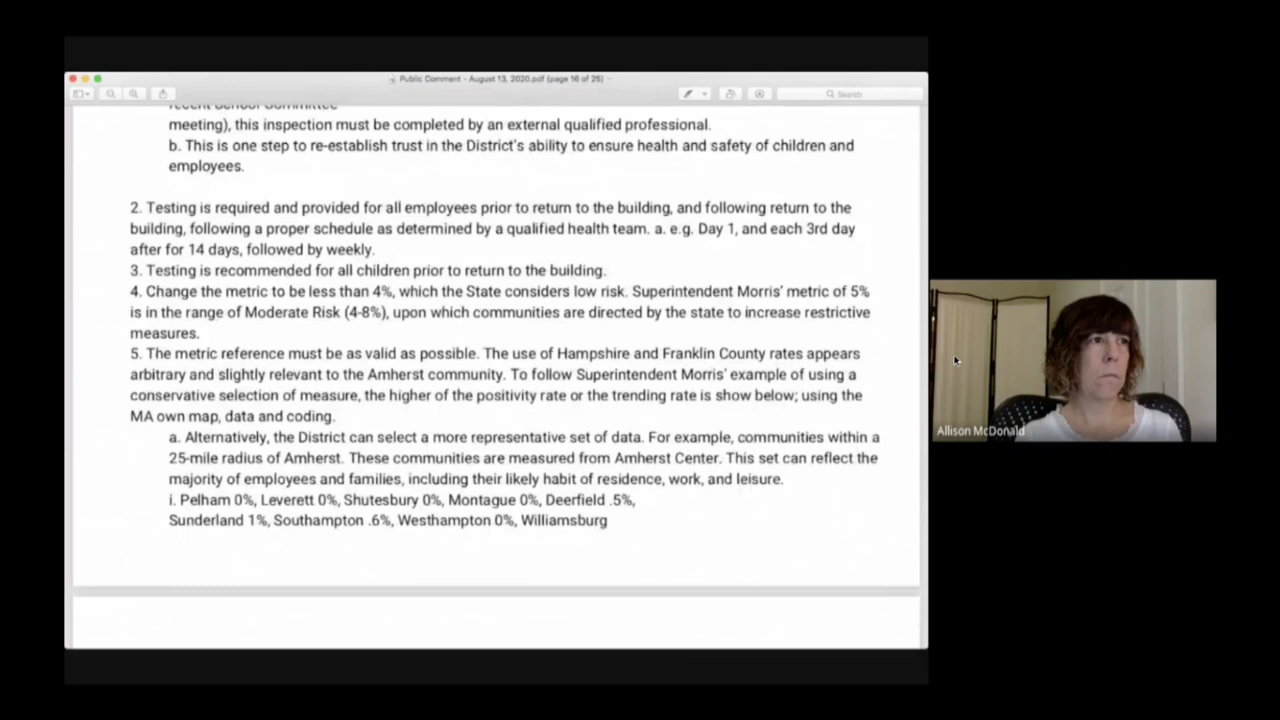 Public Comment - August 13, 2020.pdf (page 16 of 25)
Search
recent School Committee
meeting), this inspection must be completed by an external qualified professional.
b. This is one step to re-establish trust in the District's ability to ensure health and safety of children and
employees.
2. Testing is required and provided for all employees prior to return to the building, and following return to the
building, following a proper schedule as determined by a qualified health team. a. e.g. Day 1, and each 3rd day
after for 14 days, followed by weekly.
3. Testing is recommended for all children prior to return to the building.
4. Change the metric to be less than 4%, which the State considers low risk. Superintendent Morris' metric of 5%
is in the range of Moderate Risk (4-8%), upon which communities are directed by the state to increase restrictive
measures.
5. The metric reference must be as valid as possible. The use of Hampshire and Franklin County rates appears
arbitrary and slightly relevant to the Amherst community. To follow Superintendent Morris' example of using a
conservative selection of measure, the higher of the positivity rate or the trending rate is show below; using the
MA own map, data and coding.
a. Alternatively, the District can select a more representative set of data. For example, communities within a
25-mile radius of Amherst. These communities are measured from Amherst Center. This set can reflect the
majority of employees and families, including their likely habit of residence, work, and leisure.
i. Pelham 0%, Leverett 0%, Shutesbury 0%, Montague 0%, Deerfield .5%,
Sunderland 1%, Southampton .6%, Westhampton 0%, Williamsburg
Allison McDonald